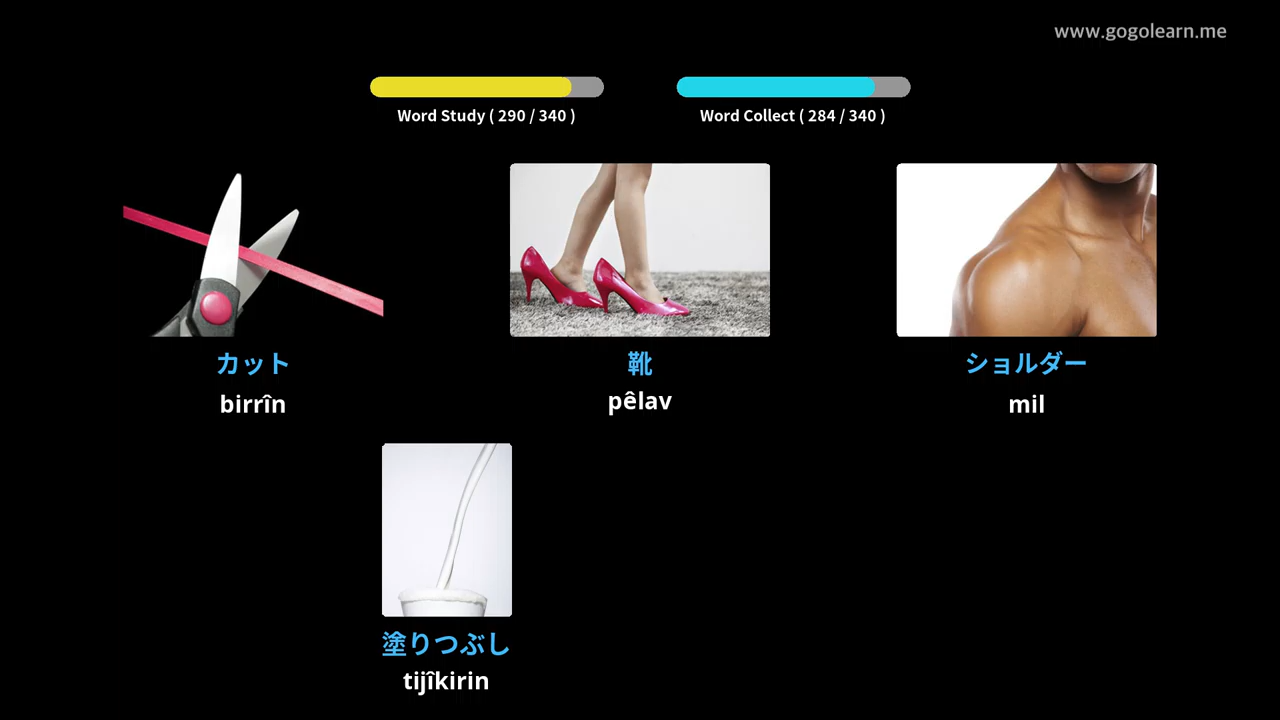 www.gogolearn.me
Word Study ( 290 / 340 )
Word Collect ( 284 / 340 )
カット
birrîn
靴
pêlav
ショルダー
mil
塗りつぶし
tijîkirin